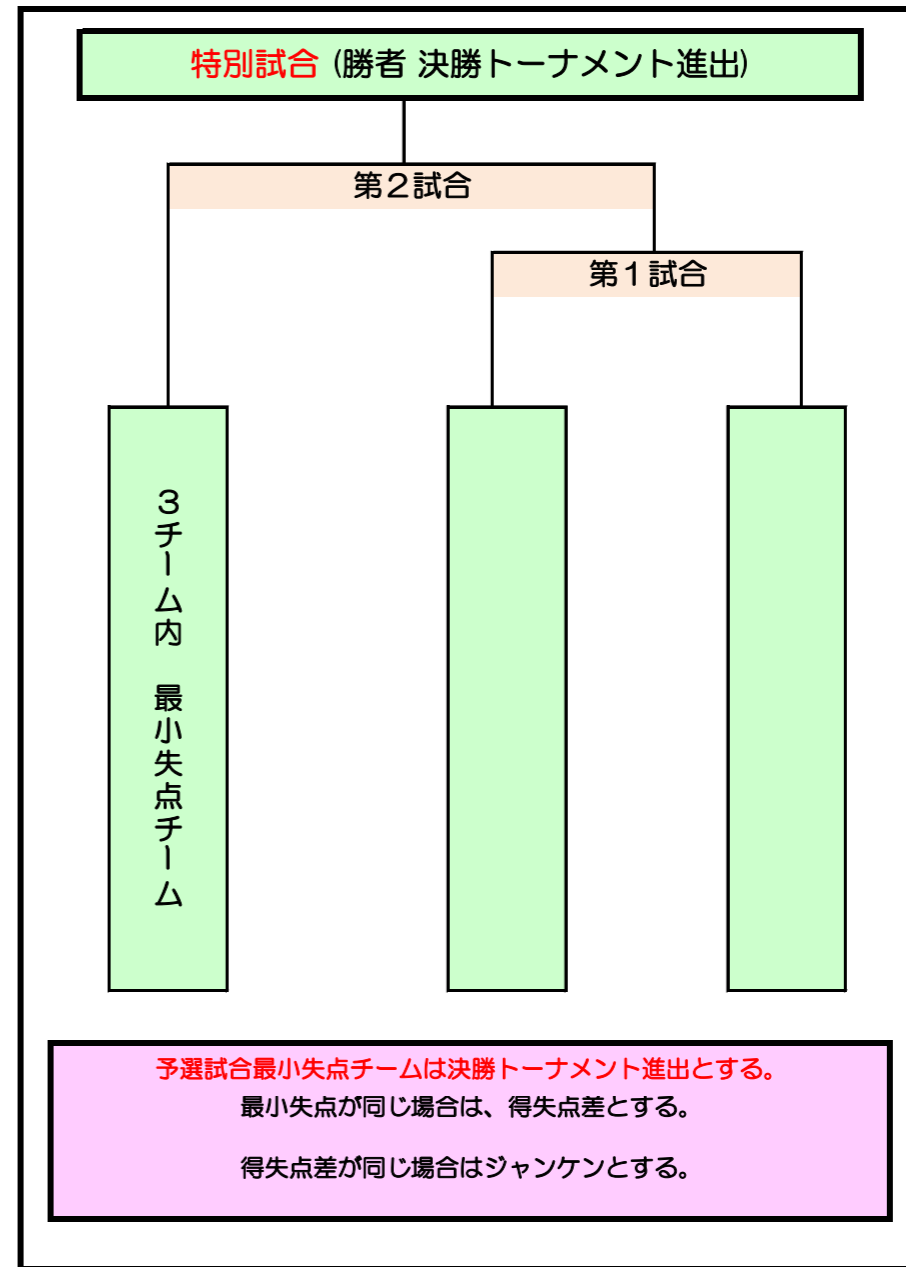 特別試合 (勝者 決勝トーナメント進出)
第２試合
第１試合
３チーム内　最小失点チーム
予選試合最小失点チームは決勝トーナメント進出とする。
最小失点が同じ場合は、得失点差とする。
得失点差が同じ場合はジャンケンとする。